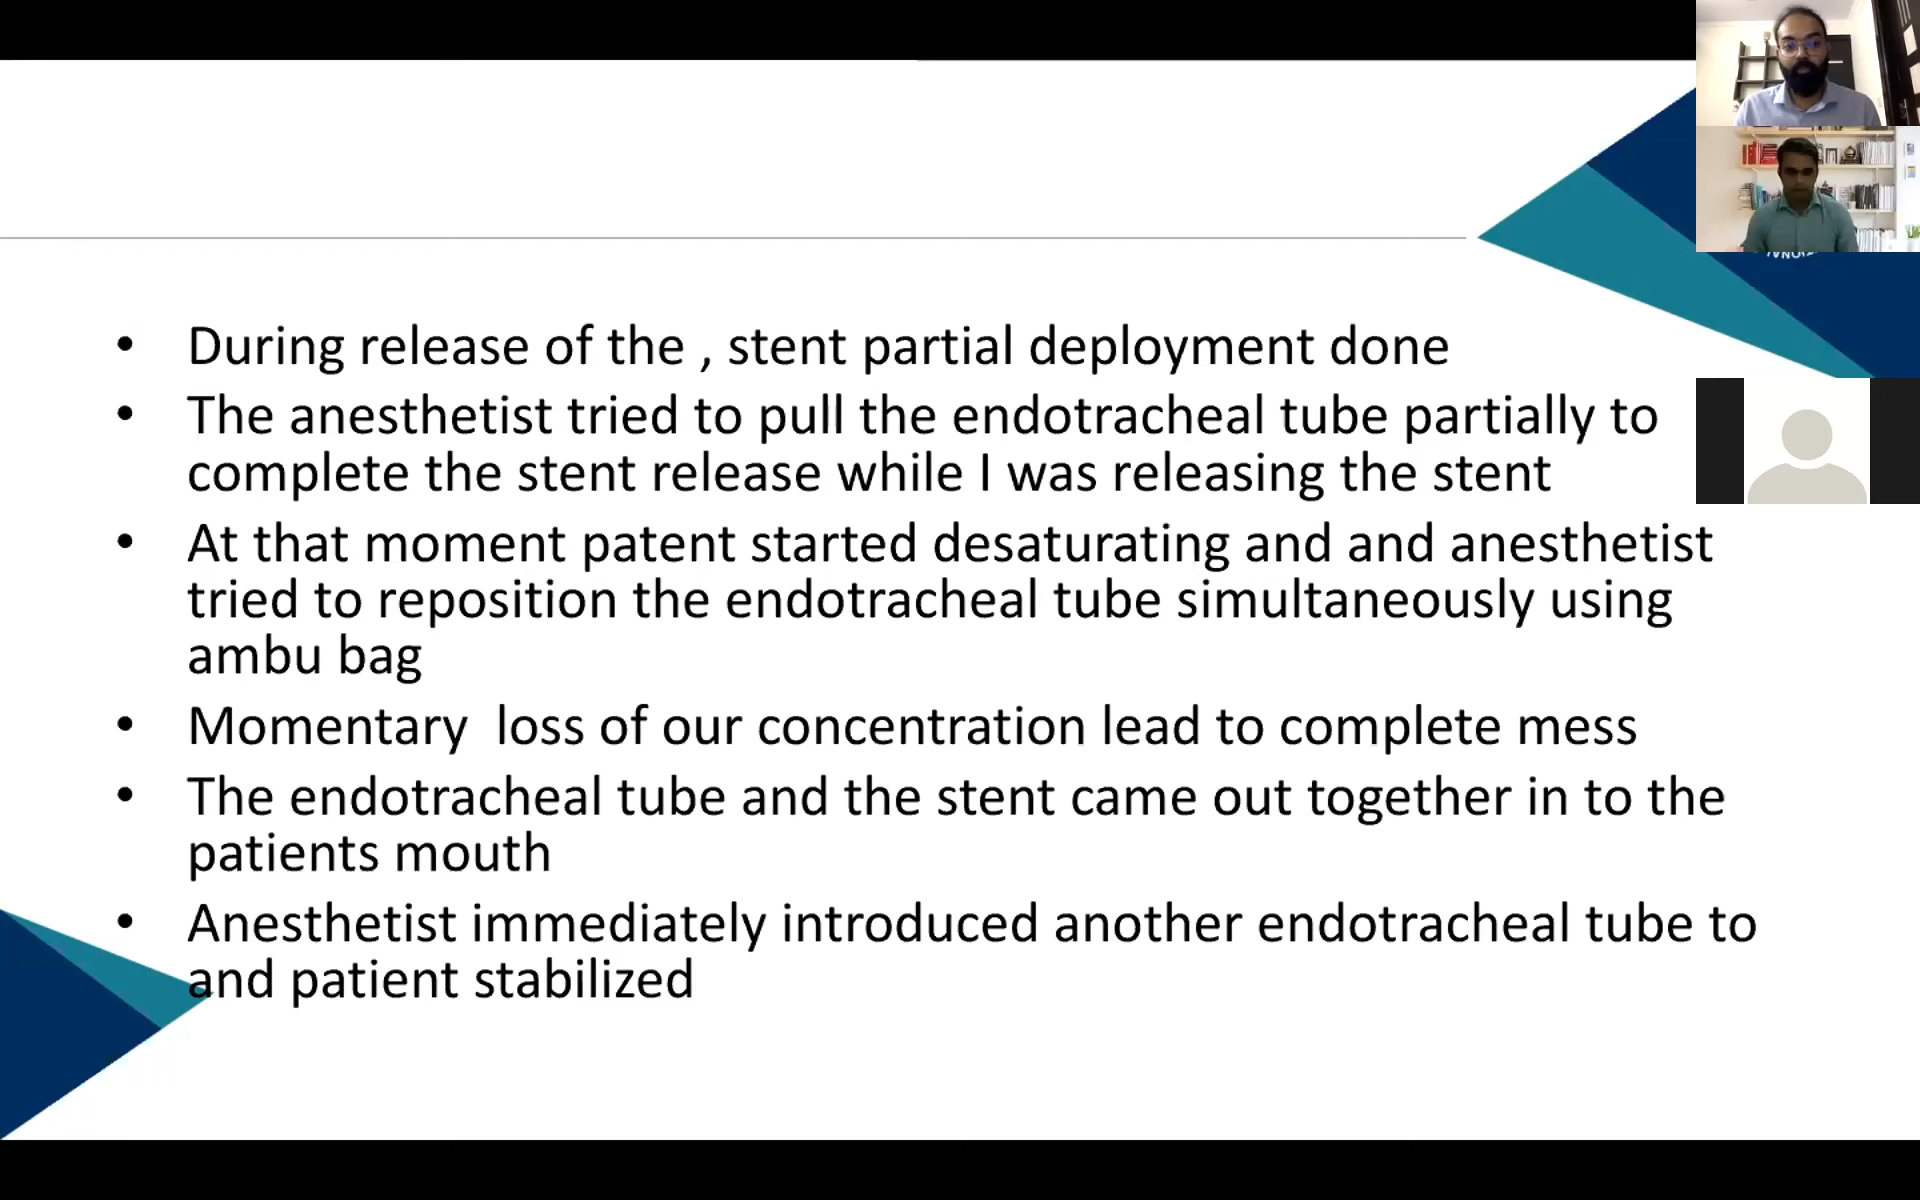 • During release of the , stent partial deployment done
• The anesthetist tried to pull the endotracheal tube partially to
complete the stent release while I was releasing the stent
• At that moment patent started desaturating and and anesthetist
tried to reposition the endotracheal tube simultaneously using
ambu bag
• Momentary  loss of our concentration lead to complete mess
• The endotracheal tube and the stent came out together in to the
patients mouth
• Anesthetist immediately introduced another endotracheal tube to
and patient stabilized